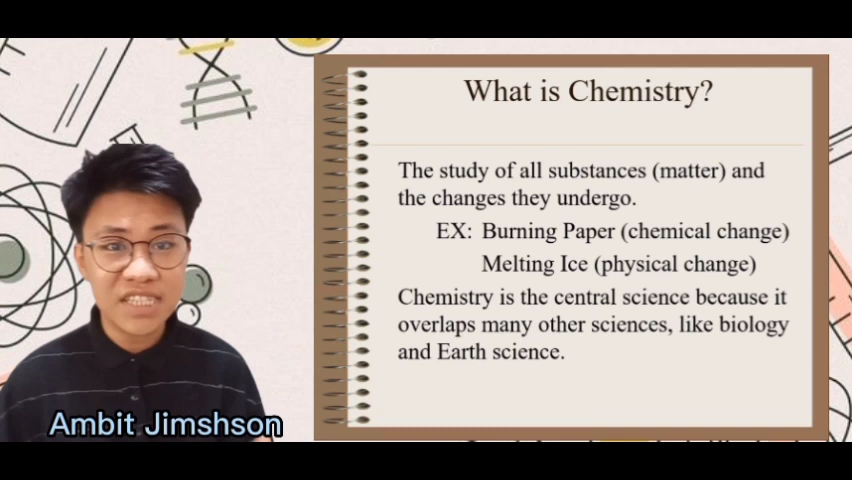 What is Chemistry?
The study of all substances (matter) and
the changes they undergo.
EX: Burning Paper (chemical change)
Melting Ice (physical change)
Chemistry is the central science because it
overlaps many other sciences, like biology
and Earth science.
Ambit Jimshson